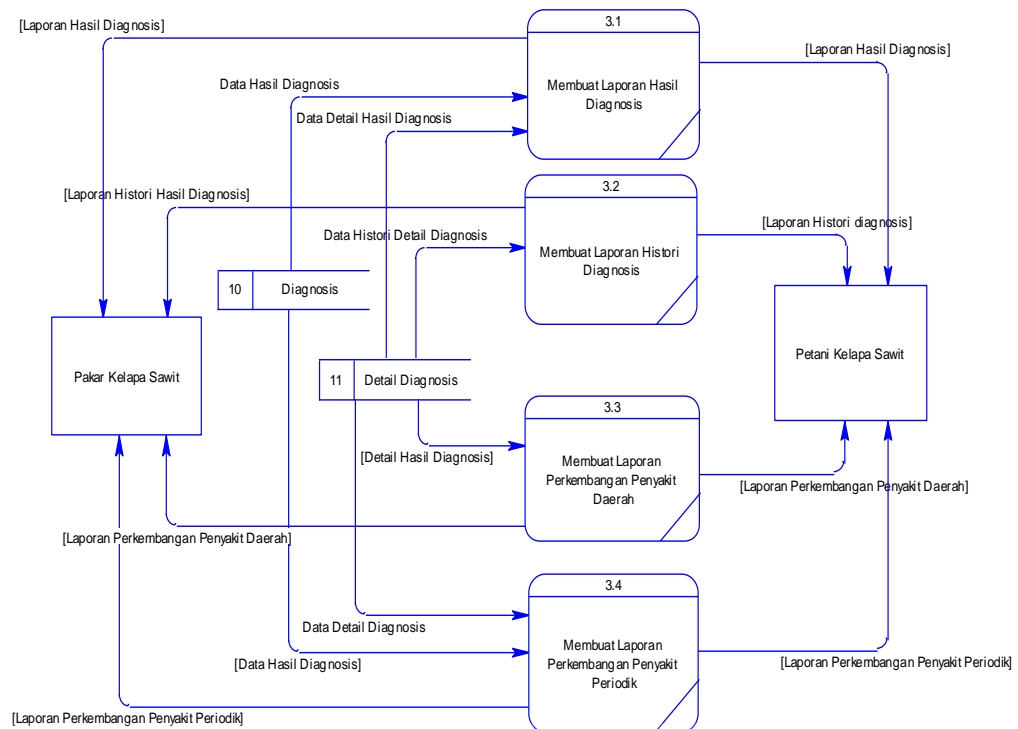 3.1
[Laporan Hasil Diagnosis]
[Laporan Hasil Diagnosis]
Data Hasil Diagnosis
Membuat Laporan Hasil
Diagnosis
Data Detail Hasil Diagnosis
3.2
[Laporan Histori Hasil Diagnosis]
[Laporan Histori diagnosis]
Data Histori Detail Diagnosis
Membuat Laporan Histori
Diagnosis
10
Diagnosis
Petani Kelapa Sawit
Pakar Kelapa Sawit
11
Detail Diagnosis
3.3
[Detail Hasil Diagnosis]
Membuat Laporan
Perkembangan Penyakit
Daerah
[Laporan Perkembangan Penyakit Daerah]
[Laporan Perkembangan Penyakit Daerah]
3.4
Data Detail Diagnosis
Membuat Laporan
Perkembangan Penyakit
Periodik
[Data Hasil Diagnosis]
[Laporan Perkembangan Penyakit Periodik]
[Laporan Perkembangan Penyakit Periodik]